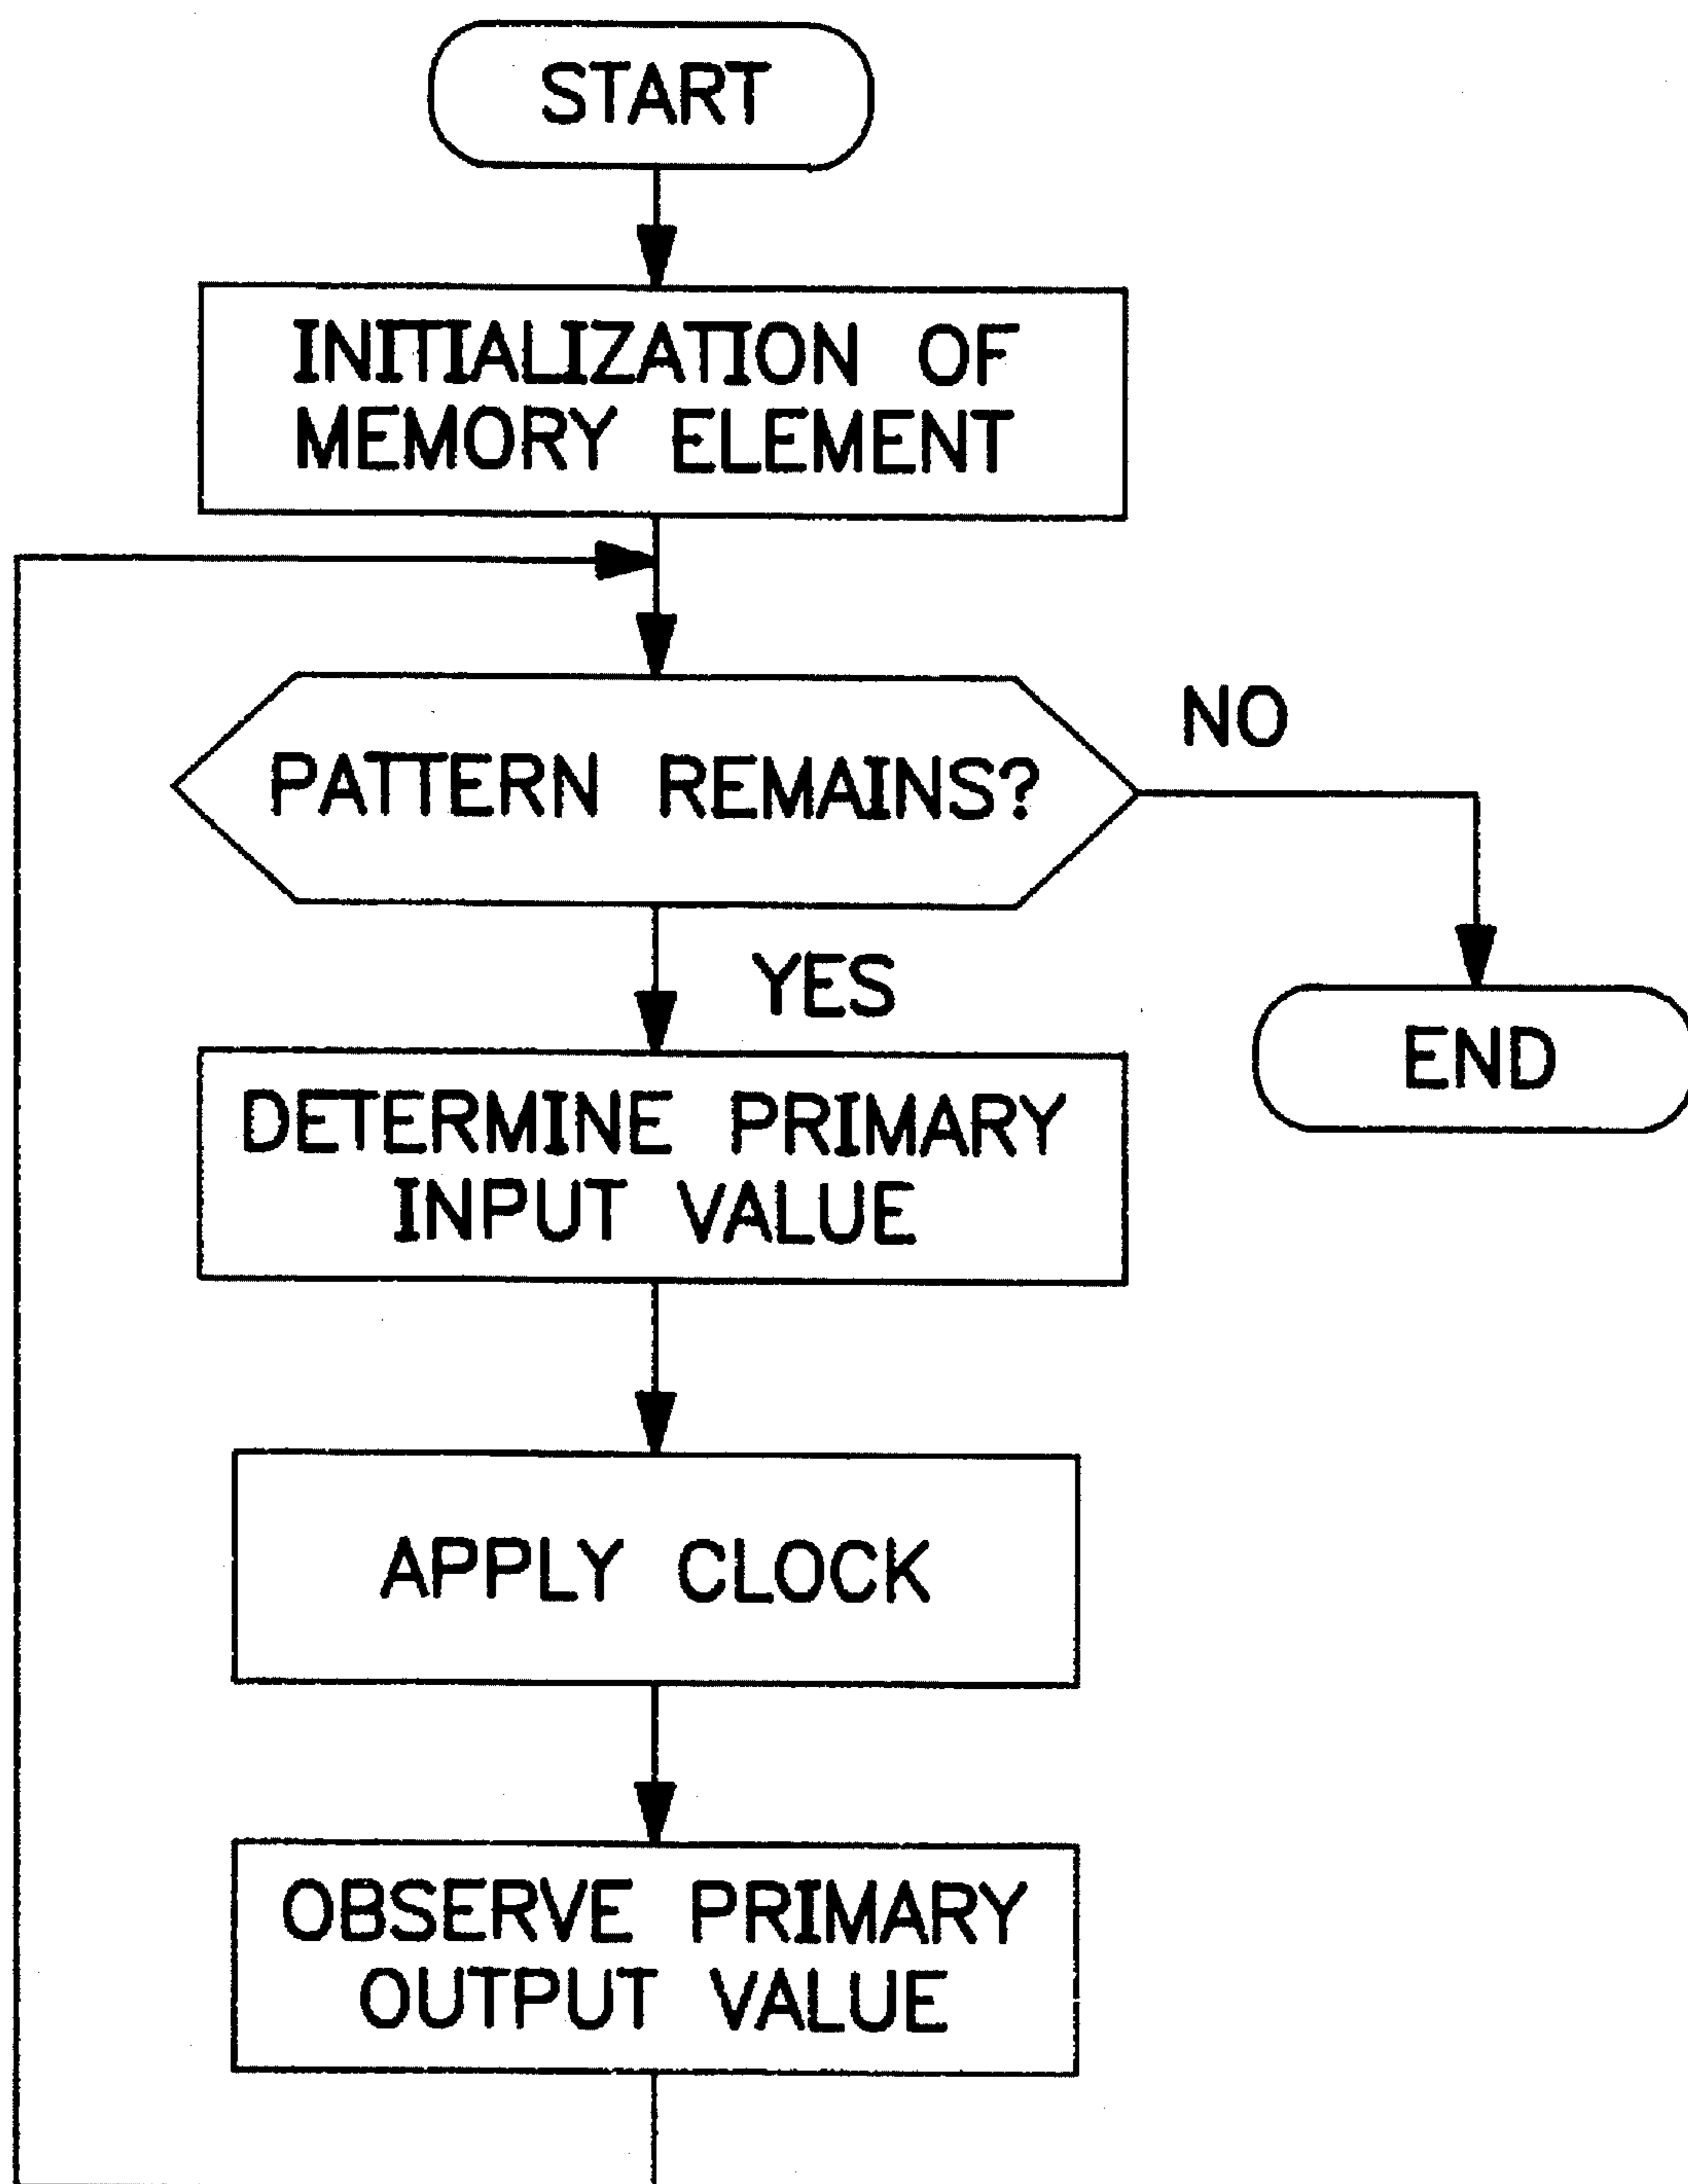 START
INITIALIZATION OF
MEMORY ELEMENT
PATTERN REMAINS?
NO
YES
END
DETERMINE PRIMARY
INPUT VALUE
APPLY CLOCK
OBSERVE PRIMARY
OUTPUT VALUE